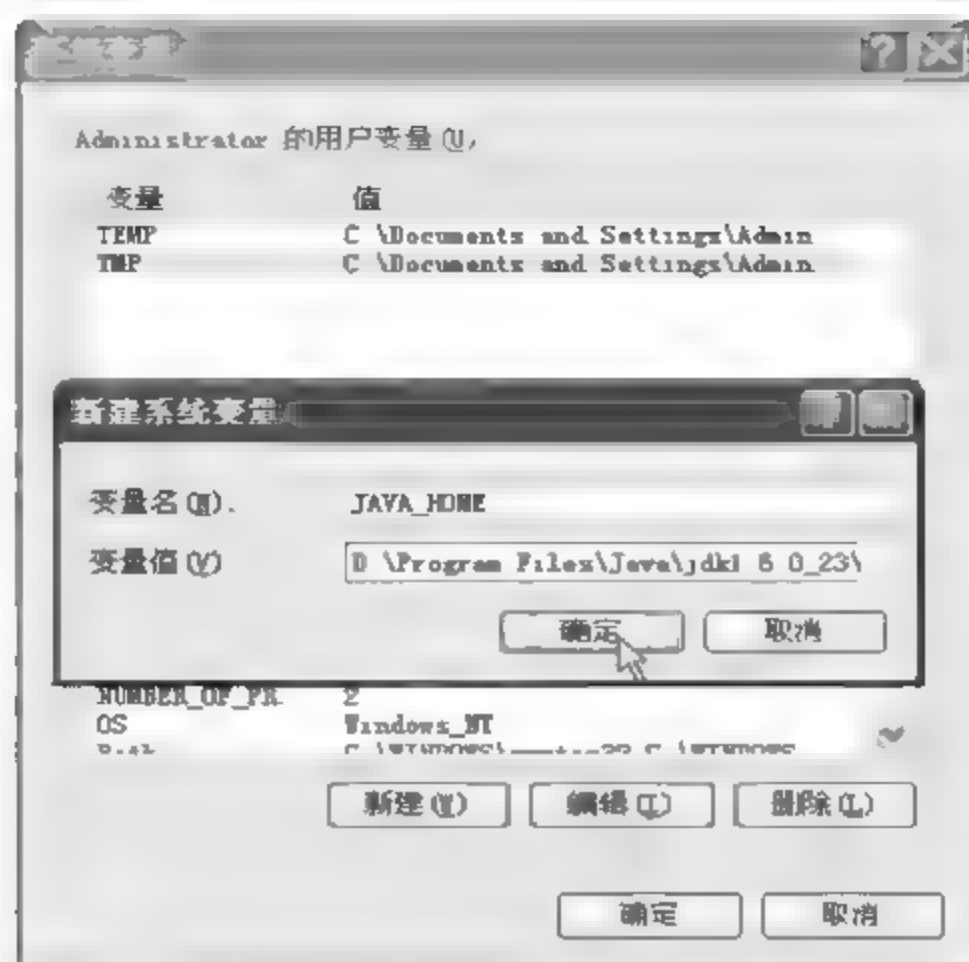 Administrator 的用户变量(U)
变量 值
TEMP C \Documents and Settings\Admin
TMP C \Documents and Settings\Admin
新建系统变量
变量名(N).
JAVA_HOME
变量值(V)
D \Program Files\Java\jdk1 6 0_23\
确定 取消
NUMBER_OF_PR 2
OS Windows_NT
新建(W) 编辑(I) 删除(L)
确定 取消